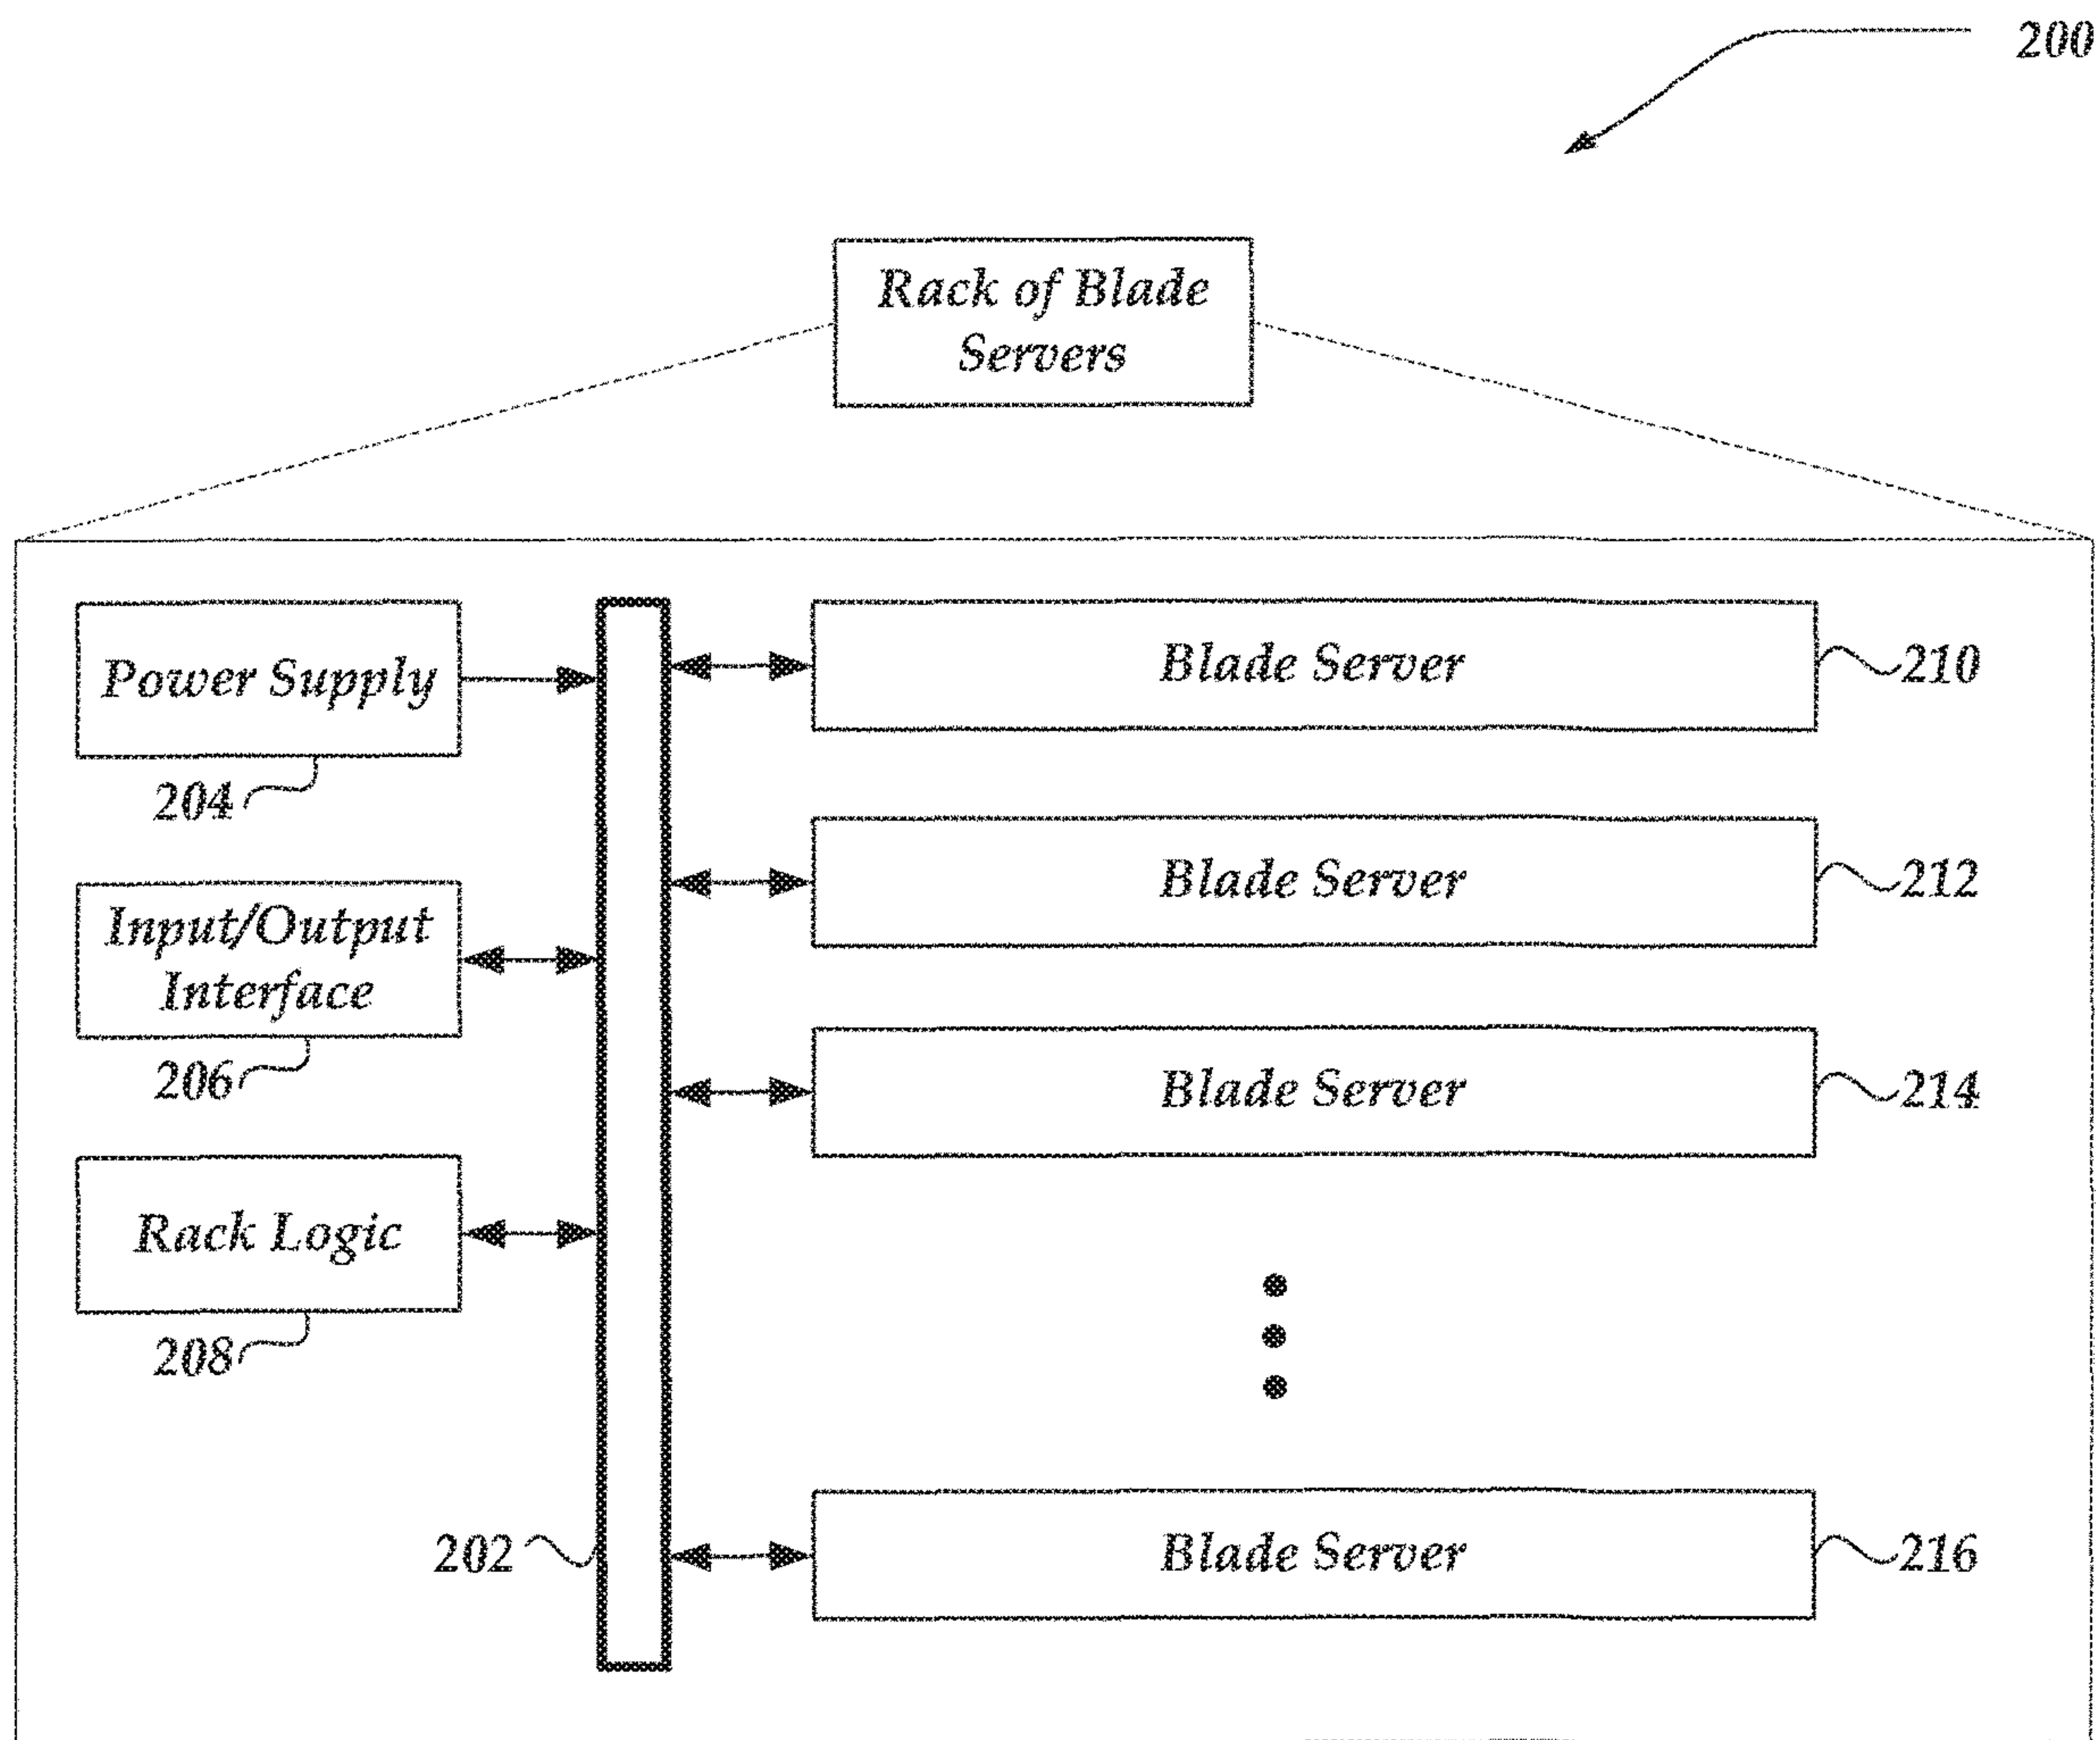 200
Rack of Blade
Servers
Power Supply
204
Input/Output
Interface
206
Rack Logic
208
202
Blade Server
210
Blade Server
212
Blade Server
214
Blade Server
216